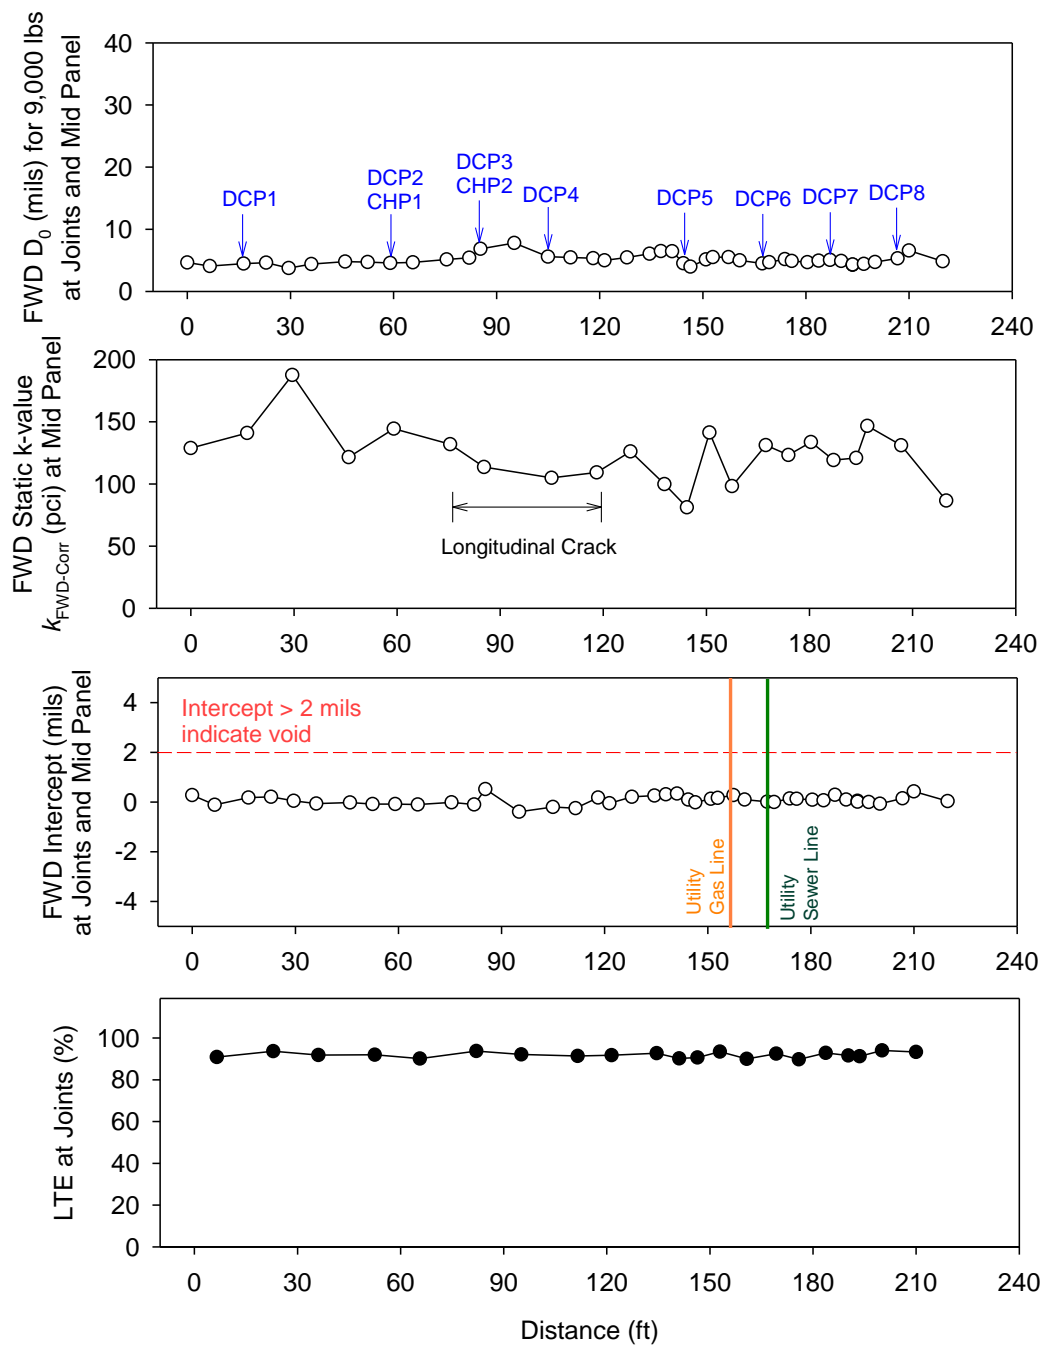 FWD D0 (mils) for 9,000 lbs
at Joints and Mid Panel
40
30
20
10
0
DCP1
DCP2
CHP1
DCP3
CHP2
DCP4
DCP5
DCP6
DCP7
DCP8
0 30 60 90 120 150 180 210 240
FWD Static k-value
kFWD-Corr (pci) at Mid Panel
200
150
100
50
0
Longitudinal Crack
0 30 60 90 120 150 180 210 240
FWD Intercept (mils)
at Joints and Mid Panel
4
2
0
-2
-4
Intercept > 2 mils
indicate void
Utility
Gas Line
Utility
Sewer Line
0 30 60 90 120 150 180 210 240
LTE at Joints (%)
100
80
60
40
20
0
0 30 60 90 120 150 180 210 240
Distance (ft)